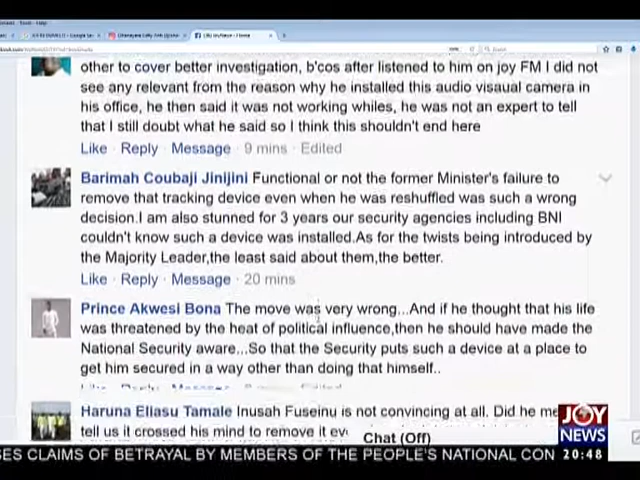 other to cover better investigation, b'cos after listened to him on joy FM I did not
see any relevant from the reason why he installed this audio visaual camera in
his office, he then said it was not working whiles, he was not an expert to tell
that I still doubt what he said so I think this shouldn't end here
Like · Reply · Message · 9 mins · Edited
Barimah Coubaji Jinijini Functional or not the former Minister's failure to
remove that tracking device even when he was reshuffled was such a wrong
decision.I am also stunned for 3 years our security agencies including BNI
couldn't know such a device was installed.As for the twists being introduced by
the Majority Leader,the least said about them,the better.
Like · Reply · Message · 20 mins
Prince Akwesi Bona The move was very wrong...And if he thought that his life
was threatened by the heat of political influence,then he should have made the
National Security aware...So that the Security puts such a device at a place to
get him secured in a way other than doing that himself..
Haruna Eliasu Tamale Inusah Fuseinu is not convincing at all. Did he me
tell us it crossed his mind to remove it ev
Chat (Off)
JOY
NEWS
SES CLAIMS OF BETRAYAL BY MEMBERS OF THE PEOPLE'S NATIONAL CON
20:48